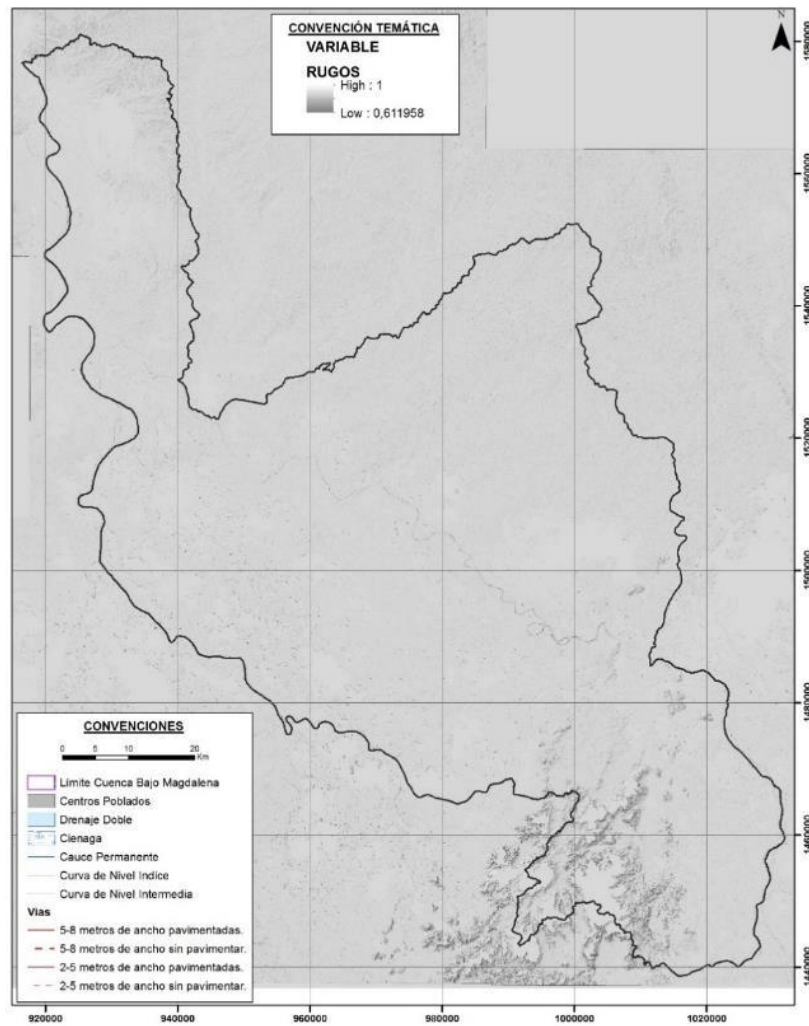 CONVENCIÓN TEMÁTICA
VARIABLE
RUGOS
High : 1
Low : 0,611958
N
1580000
1560000
1540000
1520000
1500000
1480000
1460000
1440000
CONVENCIONES
0 5 10 20
Km
Límite Cuenca Bajo Magdalena
Centros Poblados
Drenaje Doble
Cienaga
Cauce Permanente
Curva de Nivel Indice
Curva de Nivel Intermedia
Vias
5-8 metros de ancho pavimentadas.
5-8 metros de ancho sin pavimentar.
2-5 metros de ancho pavimentadas.
2-5 metros de ancho sin pavimentar.
920000 940000 960000 980000 1000000 1020000